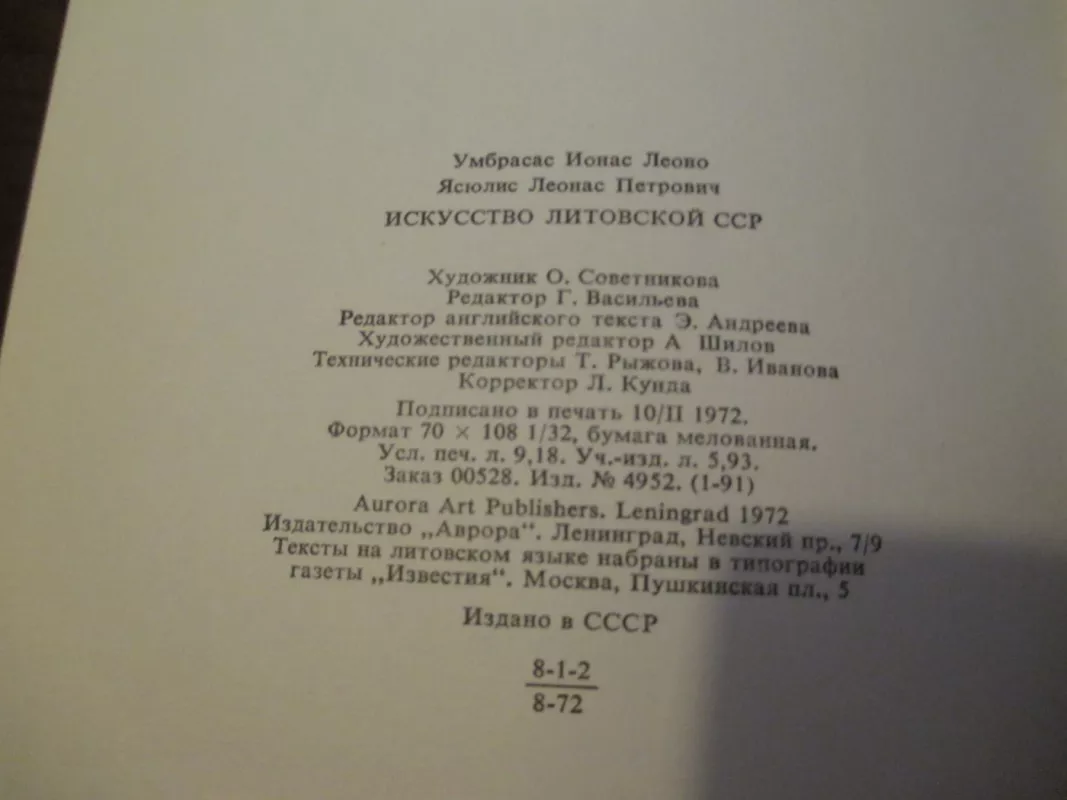 Умбрасас Ионас Леоно
Ясюлис Леонас Петрович
ИСКУССТВО ЛИТОВСКОЙ ССР
Художник О. Советникова
Редактор Г. Васильева
Редактор английского текста Э. Андреева
Художественный редактор А Шилов
Технические редакторы Т. Рыжова, В. Иванова
Корректор Л. Кунда
Подписано в печать 10/II 1972.
Формат 70 × 108 1/32, бумага мелованная.
Усл. печ. л. 9,18. Уч.-изд. л. 5,93.
Заказ 00528. Изд. № 4952. (1-91)
Aurora Art Publishers. Leningrad 1972
Издательство „Аврора“. Ленинград, Невский пр., 7/9
Тексты на литовском языке набраны в типографии
газеты „Известия“. Москва, Пушкинская пл., 5
Издано в СССР
8-1-2
8-72